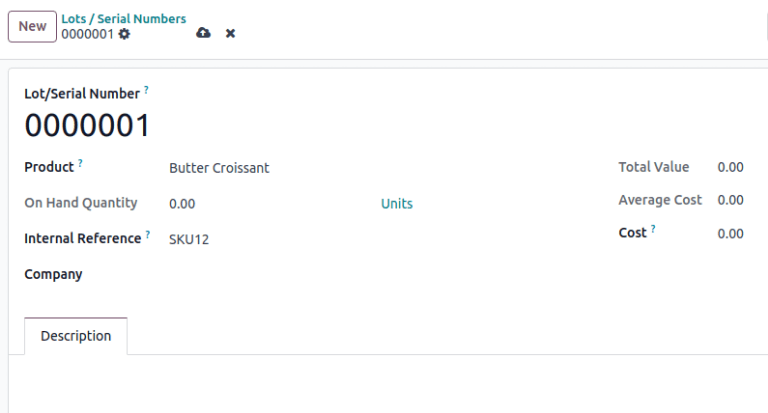 New
Lots / Serial Numbers
0000001
Lot/Serial Number ?
0000001
Product ? Butter Croissant Total Value 0.00
On Hand Quantity 0.00 Units Average Cost 0.00
Internal Reference ? SKU12 Cost ? 0.00
Company
Description